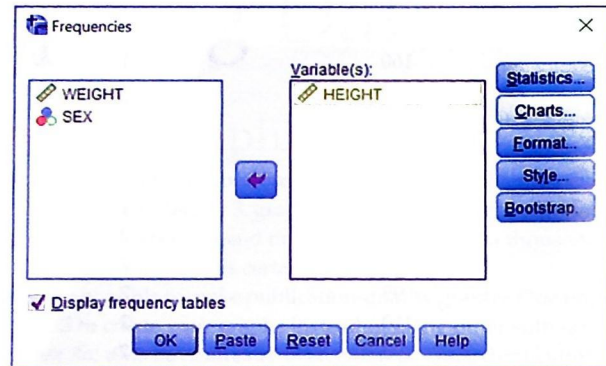 Frequencies
WEIGHT
SEX
Variable(s):
HEIGHT
Statistics...
Charts...
Format...
Style...
Bootstrap.
Display frequency tables
OK
Paste
Reset
Cancel
Help